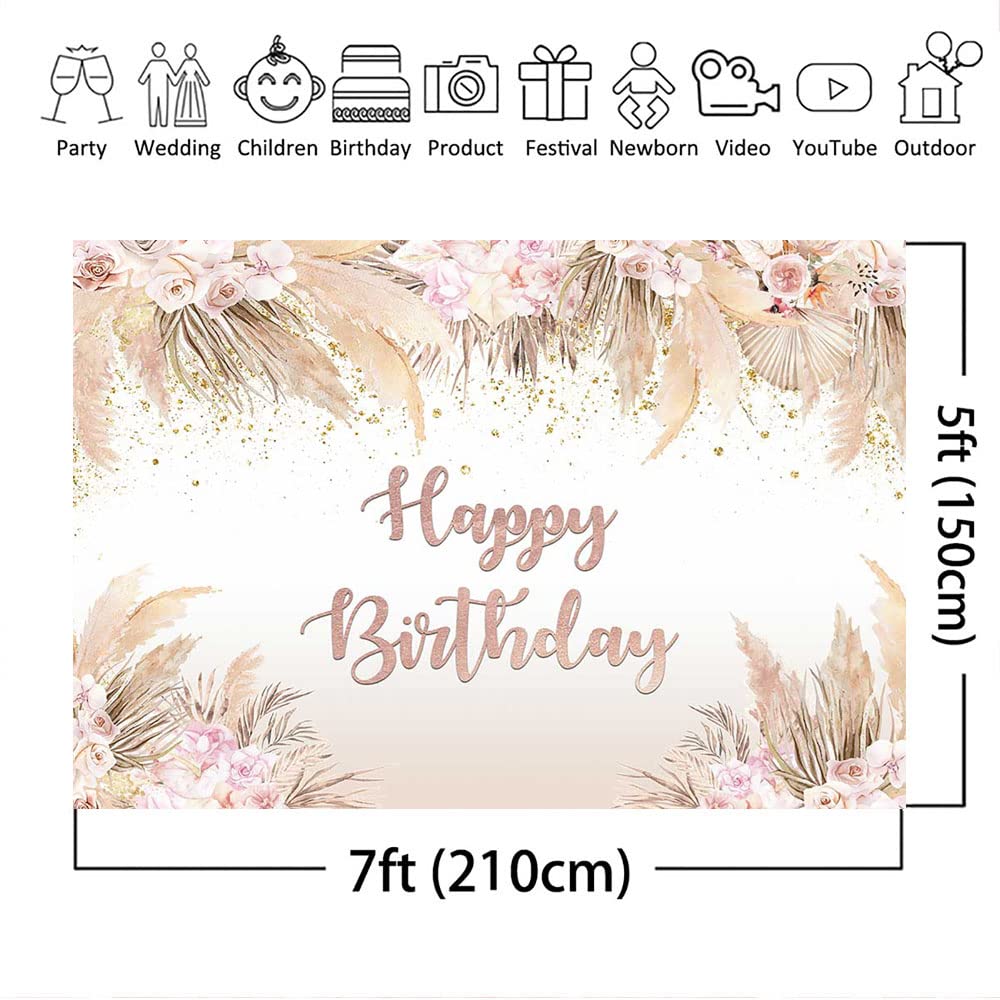 Party Wedding Children Birthday Product Festival Newborn Video YouTube Outdoor
Happy
Birthday
5ft (150cm)
7ft (210cm)